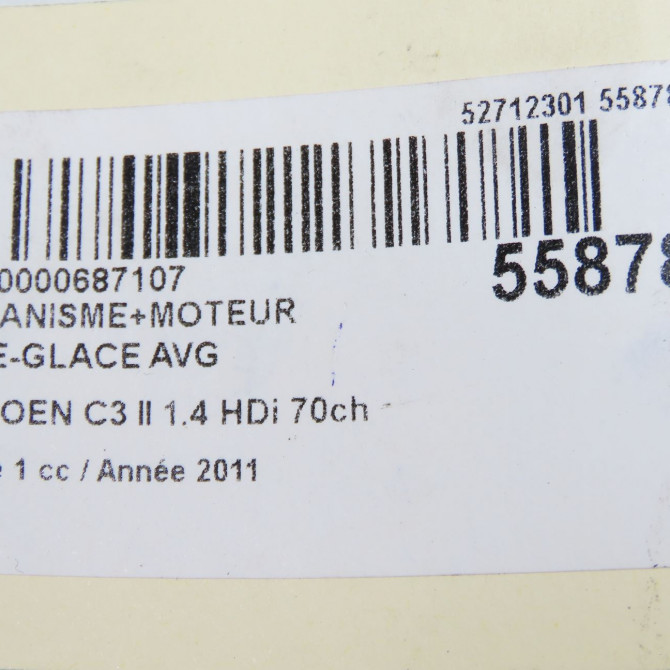 52712301 55878
0000687107
55878
ANISME+MOTEUR
E-GLACE AVG
OEN C3 II 1.4 HDi 70ch
e 1 cc / Année 2011